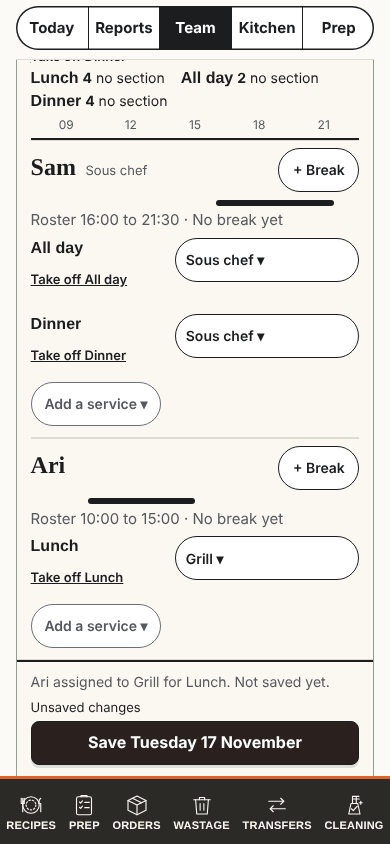 Today Reports Team Kitchen Prep
Lunch 4 no section All day 2 no section
Dinner 4 no section
09 12 15 18 21
Sam Sous chef + Break
Roster 16:00 to 21:30 · No break yet
All day Sous chef ▾
Take off All day
Dinner Sous chef ▾
Take off Dinner
Add a service ▾
Ari + Break
Roster 10:00 to 15:00 · No break yet
Lunch Grill ▾
Take off Lunch
Add a service ▾
Ari assigned to Grill for Lunch. Not saved yet.
Unsaved changes
Save Tuesday 17 November
RECIPES PREP ORDERS WASTAGE TRANSFERS CLEANING